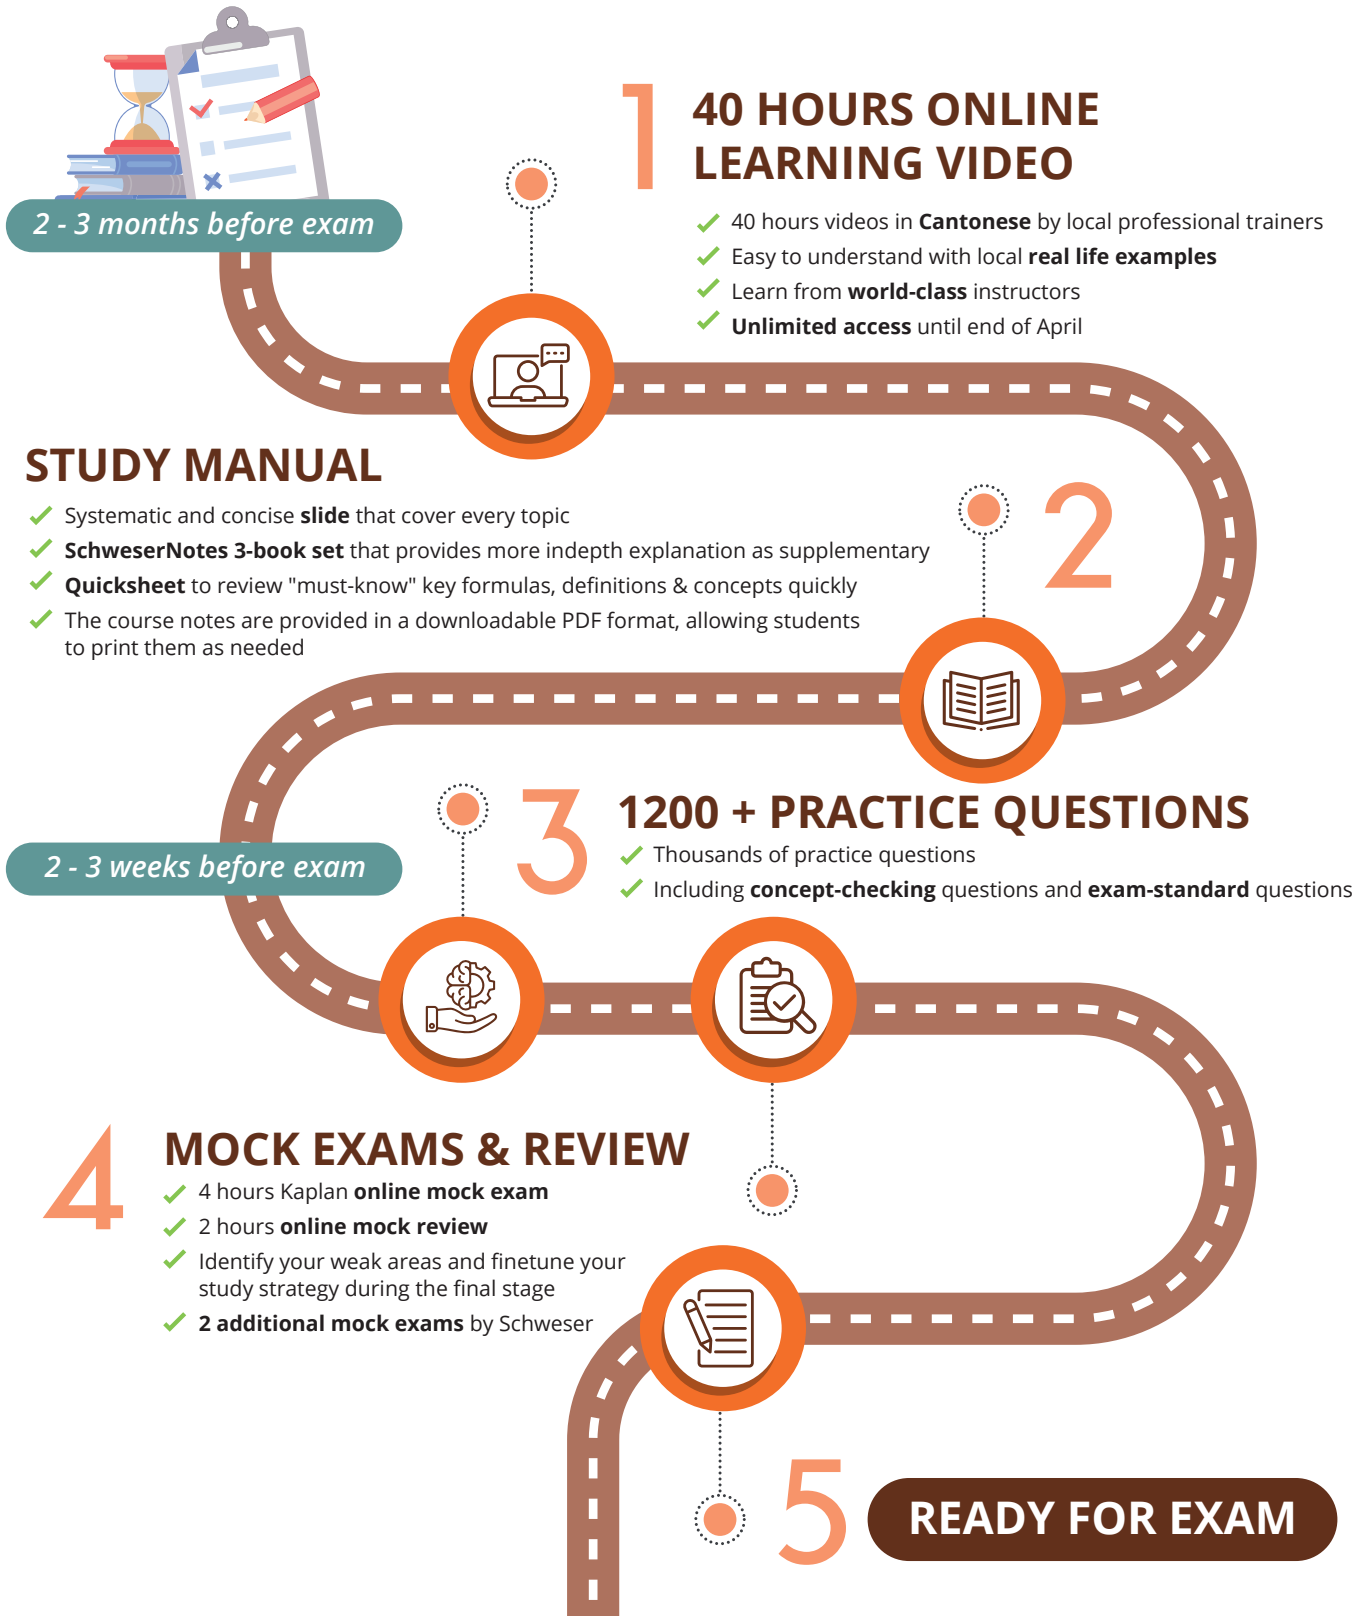 2 - 3 months before exam
1
40 HOURS ONLINE
LEARNING VIDEO
40 hours videos in Cantonese by local professional trainers
Easy to understand with local real life examples
Learn from world-class instructors
Unlimited access until end of April
STUDY MANUAL
Systematic and concise slide that cover every topic
SchweserNotes 3-book set that provides more indepth explanation as supplementary
Quicksheet to review "must-know" key formulas, definitions & concepts quickly
The course notes are provided in a downloadable PDF format, allowing students
to print them as needed
2
2 - 3 weeks before exam
3
1200 + PRACTICE QUESTIONS
Thousands of practice questions
Including concept-checking questions and exam-standard questions
4
MOCK EXAMS & REVIEW
4 hours Kaplan online mock exam
2 hours online mock review
Identify your weak areas and finetune your
study strategy during the final stage
2 additional mock exams by Schweser
5
READY FOR EXAM